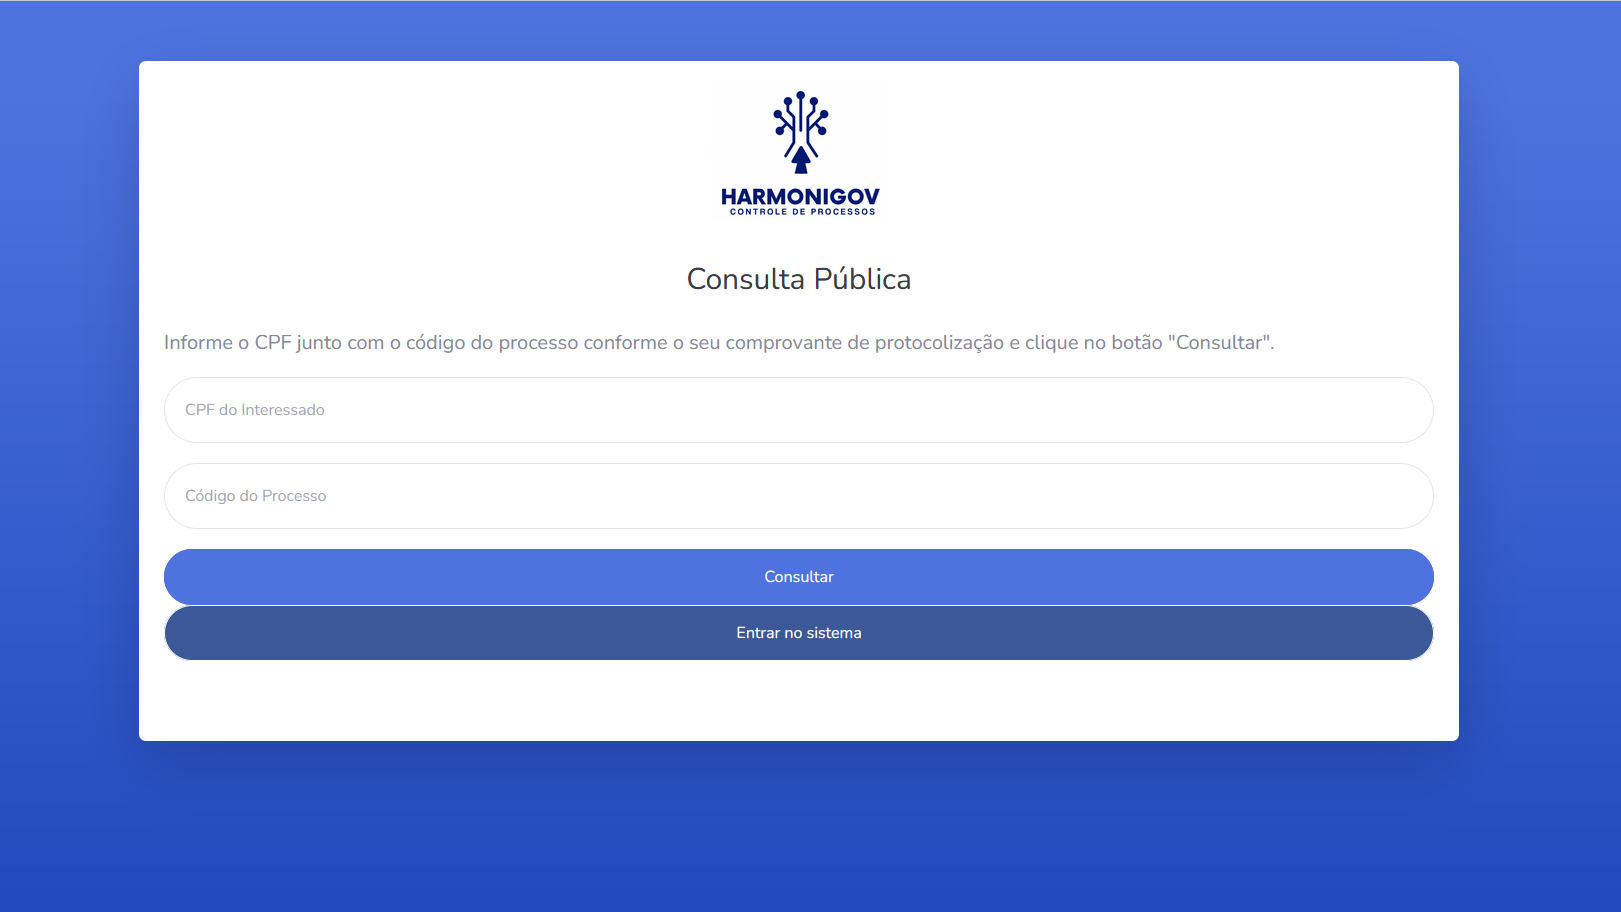 HARMONIGOV
CONTROLE DE PROCESSOS
Consulta Pública
Informe o CPF junto com o código do processo conforme o seu comprovante de protocolização e clique no botão "Consultar".
CPF do Interessado
Código do Processo
Consultar
Entrar no sistema